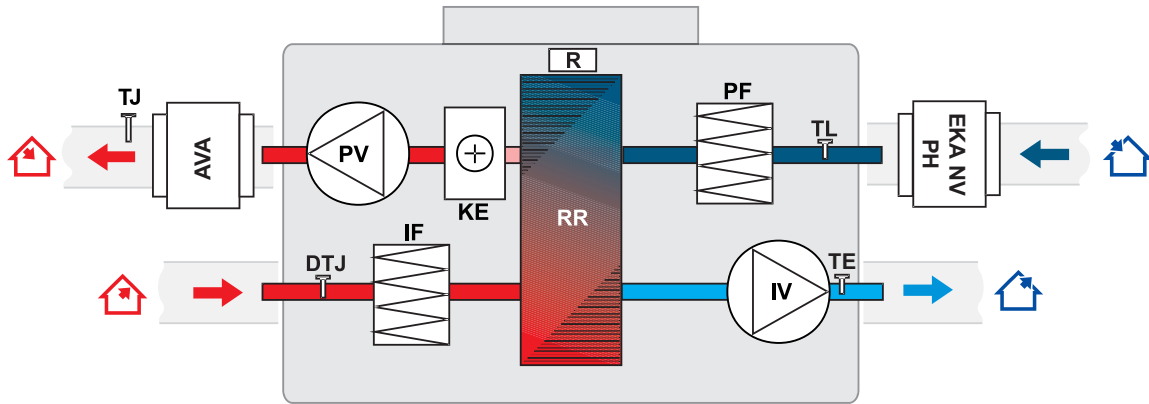 R
TJ
AVA
PV
KE
RR
PF
TL
EKA NV
PH
DTJ
IF
IV
TE